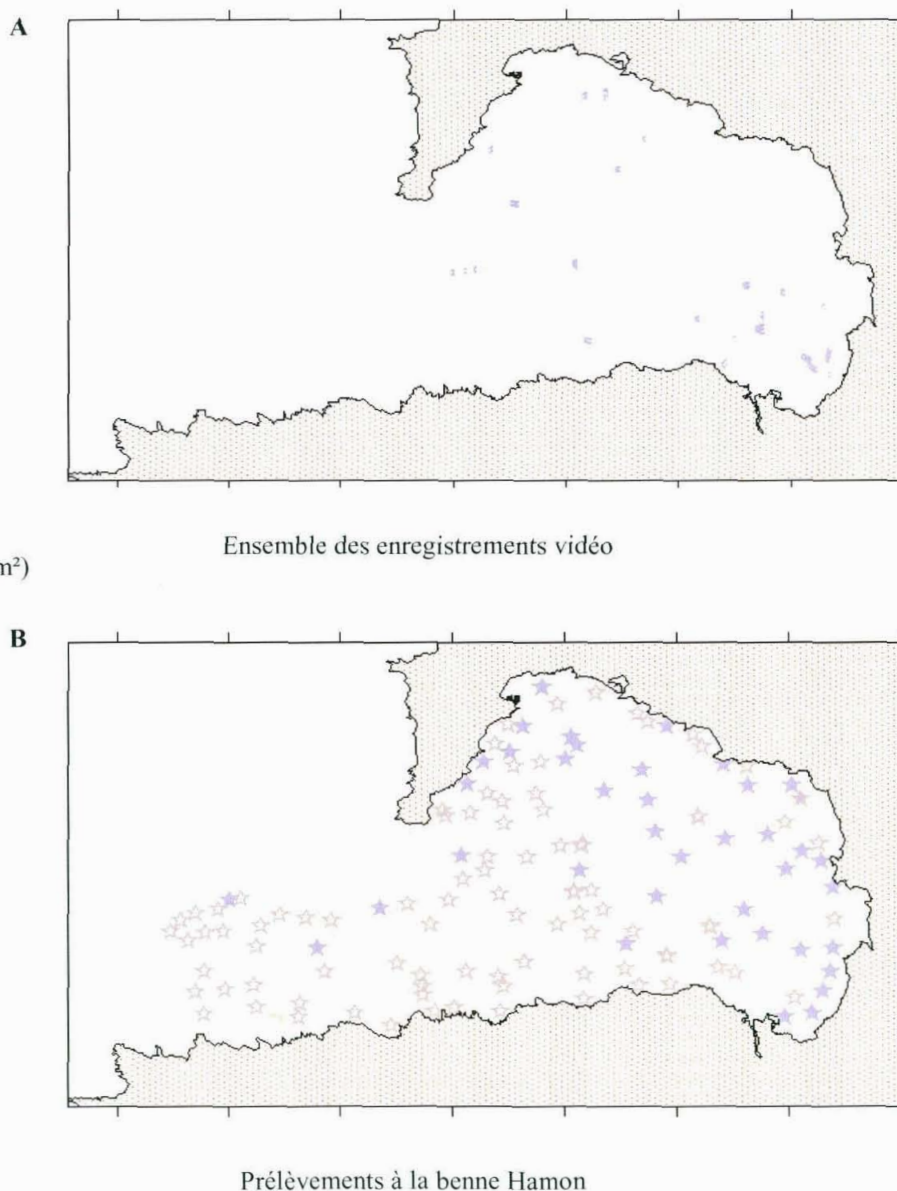 A
Ensemble des enregistrements vidéo
m²)
B
Prélèvements à la benne Hamon